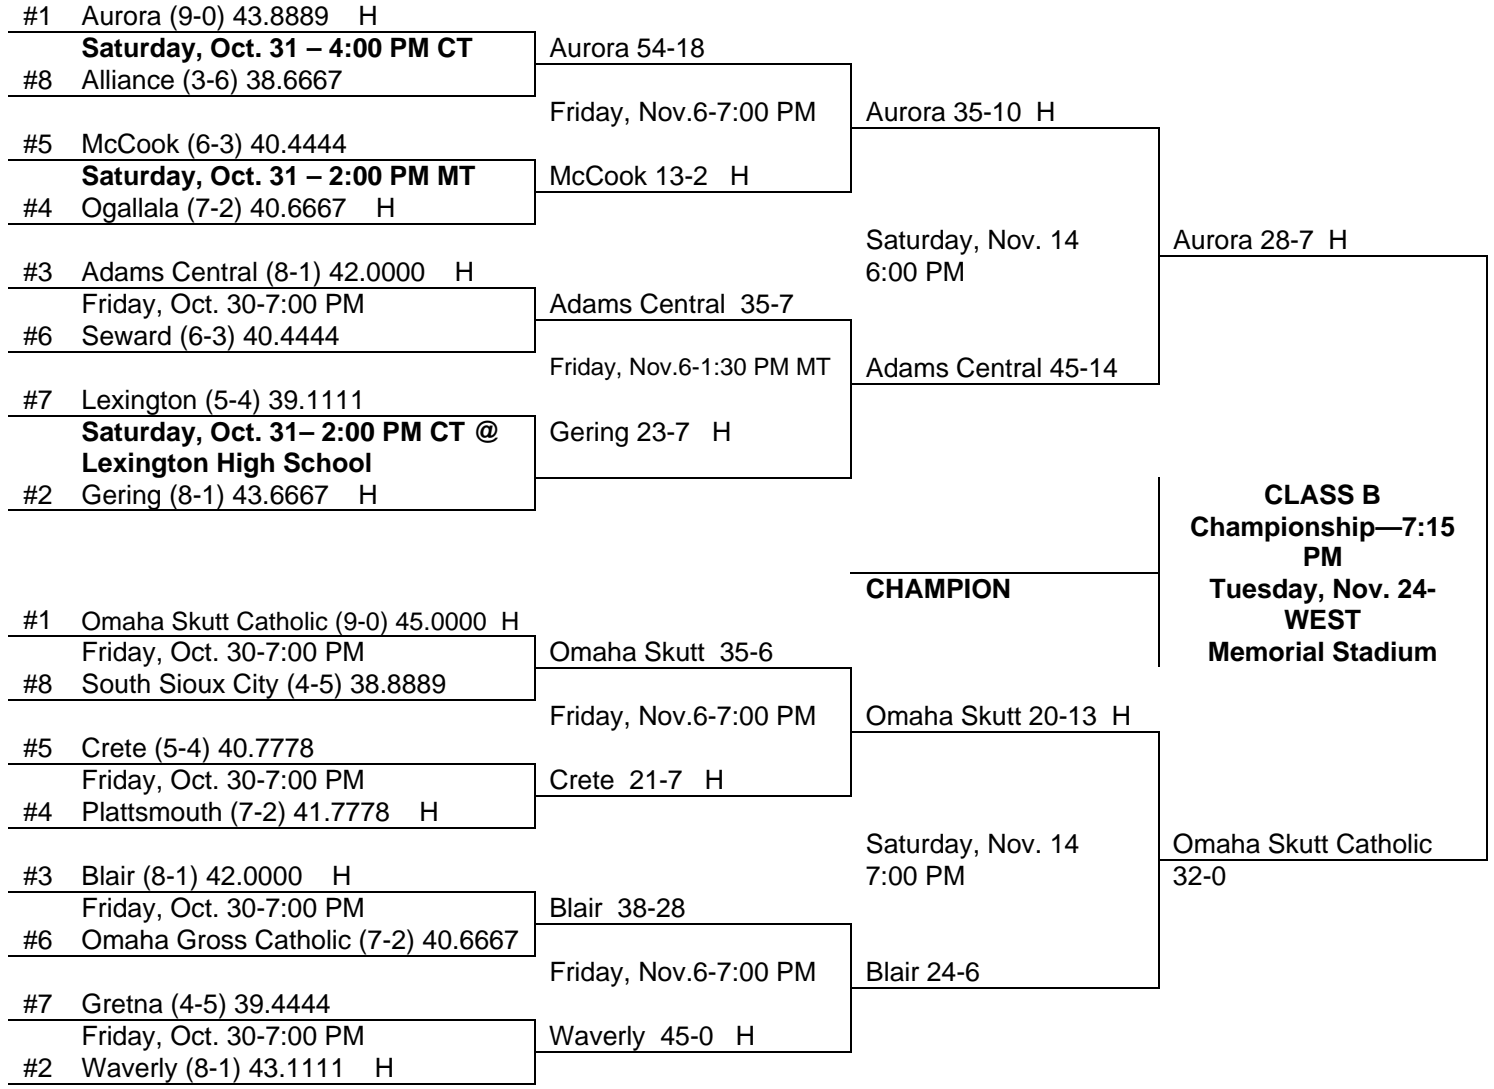 #1 Aurora (9-0) 43.8889 H
Saturday, Oct. 31 – 4:00 PM CT
#8 Alliance (3-6) 38.6667
#5 McCook (6-3) 40.4444
Saturday, Oct. 31 – 2:00 PM MT
#4 Ogallala (7-2) 40.6667 H
#3 Adams Central (8-1) 42.0000 H
Friday, Oct. 30-7:00 PM
#6 Seward (6-3) 40.4444
#7 Lexington (5-4) 39.1111
Saturday, Oct. 31– 2:00 PM CT @
Lexington High School
#2 Gering (8-1) 43.6667 H
#1 Omaha Skutt Catholic (9-0) 45.0000 H
Friday, Oct. 30-7:00 PM
#8 South Sioux City (4-5) 38.8889
#5 Crete (5-4) 40.7778
Friday, Oct. 30-7:00 PM
#4 Plattsmouth (7-2) 41.7778 H
#3 Blair (8-1) 42.0000 H
Friday, Oct. 30-7:00 PM
#6 Omaha Gross Catholic (7-2) 40.6667
#7 Gretna (4-5) 39.4444
Friday, Oct. 30-7:00 PM
#2 Waverly (8-1) 43.1111 H
Aurora 54-18
Friday, Nov.6-7:00 PM
McCook 13-2 H
Adams Central 35-7
Friday, Nov.6-1:30 PM MT
Gering 23-7 H
Omaha Skutt 35-6
Friday, Nov.6-7:00 PM
Crete 21-7 H
Blair 38-28
Friday, Nov.6-7:00 PM
Waverly 45-0 H
Aurora 35-10 H
Saturday, Nov. 14
6:00 PM
Adams Central 45-14
CHAMPION
Omaha Skutt 20-13 H
Saturday, Nov. 14
7:00 PM
Blair 24-6
Aurora 28-7 H
CLASS B
Championship—7:15
PM
Tuesday, Nov. 24-
WEST
Memorial Stadium
Omaha Skutt Catholic
32-0